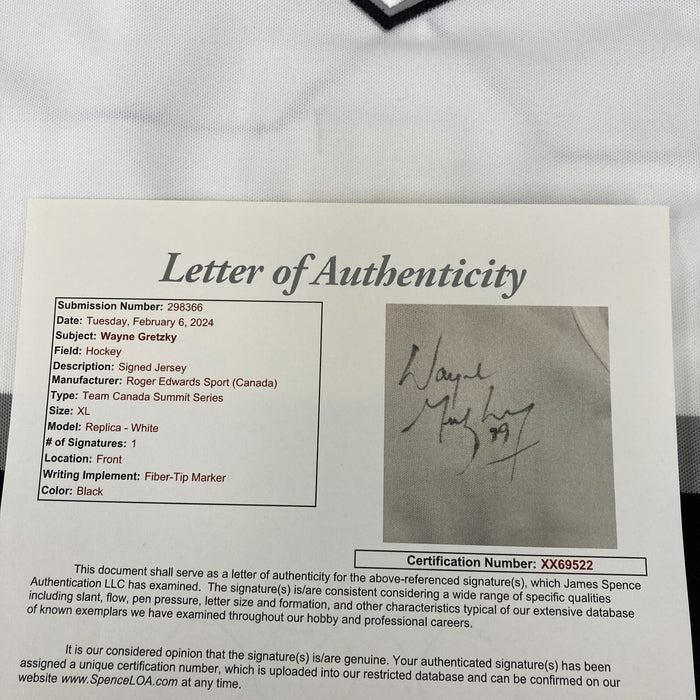 Letter of Authenticity
Submission Number: 298366
Date: Tuesday, February 6, 2024
Subject: Wayne Gretzky
Field: Hockey
Description: Signed Jersey
Manufacturer: Roger Edwards Sport (Canada)
Type: Team Canada Summit Series
Size: XL
Model: Replica - White
# of Signatures: 1
Location: Front
Writing Implement: Fiber-Tip Marker
Color: Black
Wayne
Gretzky
99
Certification Number: XX69522
This document shall serve as a letter of authenticity for the above-referenced signature(s), which James Spence
Authentication LLC has examined. The signature(s) is/are consistent considering a wide range of specific qualities
including slant, flow, pen pressure, letter size and formation, and other characteristics typical of our extensive database
of known exemplars we have examined throughout our hobby and professional careers.
It is our considered opinion that the signature(s) is/are genuine. Your authenticated signature(s) has been
assigned a unique certification number, which is uploaded into our restricted database and can be confirmed on our
website www.SpenceLOA.com at any time.